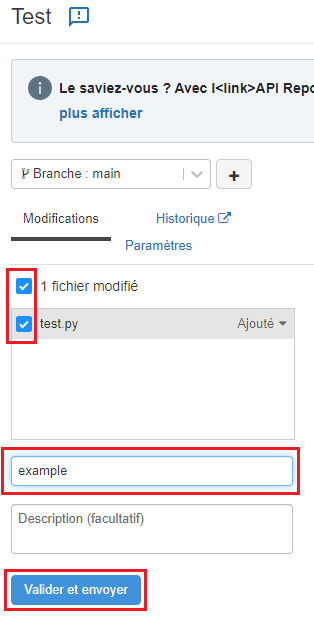 Test
Le saviez-vous ? Avec l<link>API Repo
plus afficher
Branche : main
+
Modifications
Historique
Paramètres
1 fichier modifié
test.py Ajouté
example
Description (facultatif)
Valider et envoyer